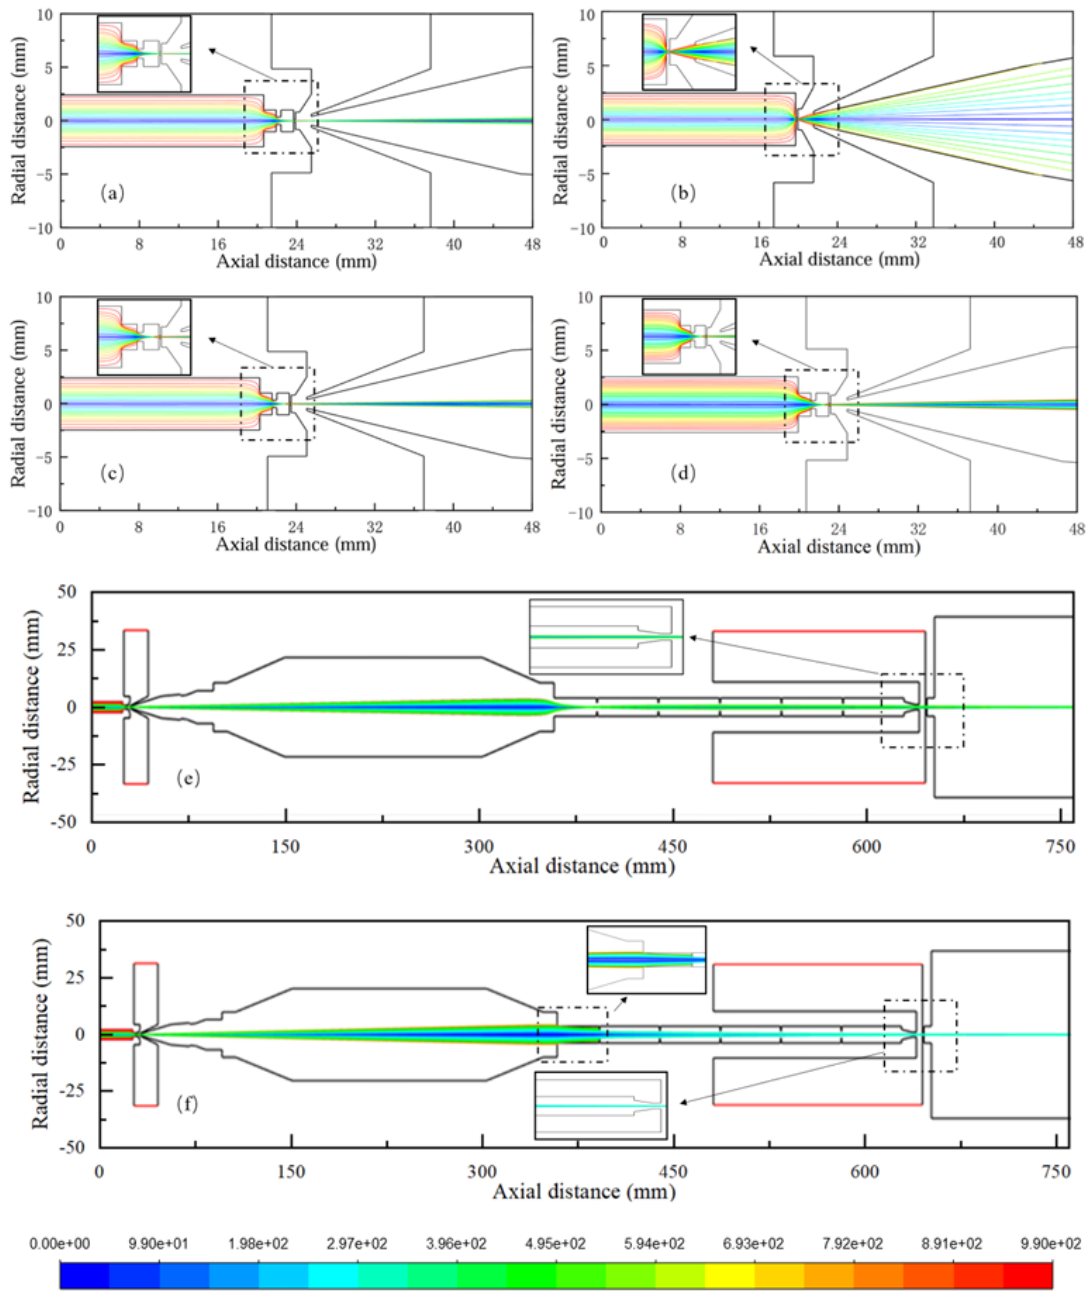 10 5 0 −5 −10
Radial distance (mm)
(a)
0 8 16 24 32 40 48
Axial distance (mm)
10 5 0 −5 −10
Radial distance (mm)
(b)
0 8 16 24 32 40 48
Axial distance (mm)
10 5 0 −5 −10
Radial distance (mm)
(c)
0 8 16 24 32 40 48
Axial distance (mm)
10 5 0 −5 −10
Radial distance (mm)
(d)
0 8 16 24 32 40 48
Axial distance (mm)
50 25 0 -25 -50
Radial distance (mm)
(e)
0 150 300 450 600 750
Axial distance (mm)
50 25 0 -25 -50
Radial distance (mm)
(f)
0 150 300 450 600 750
Axial distance (mm)
0.00e+00 9.90e+01 1.98e+02 2.97e+02 3.96e+02 4.95e+02 5.94e+02 6.93e+02 7.92e+02 8.91e+02 9.90e+02